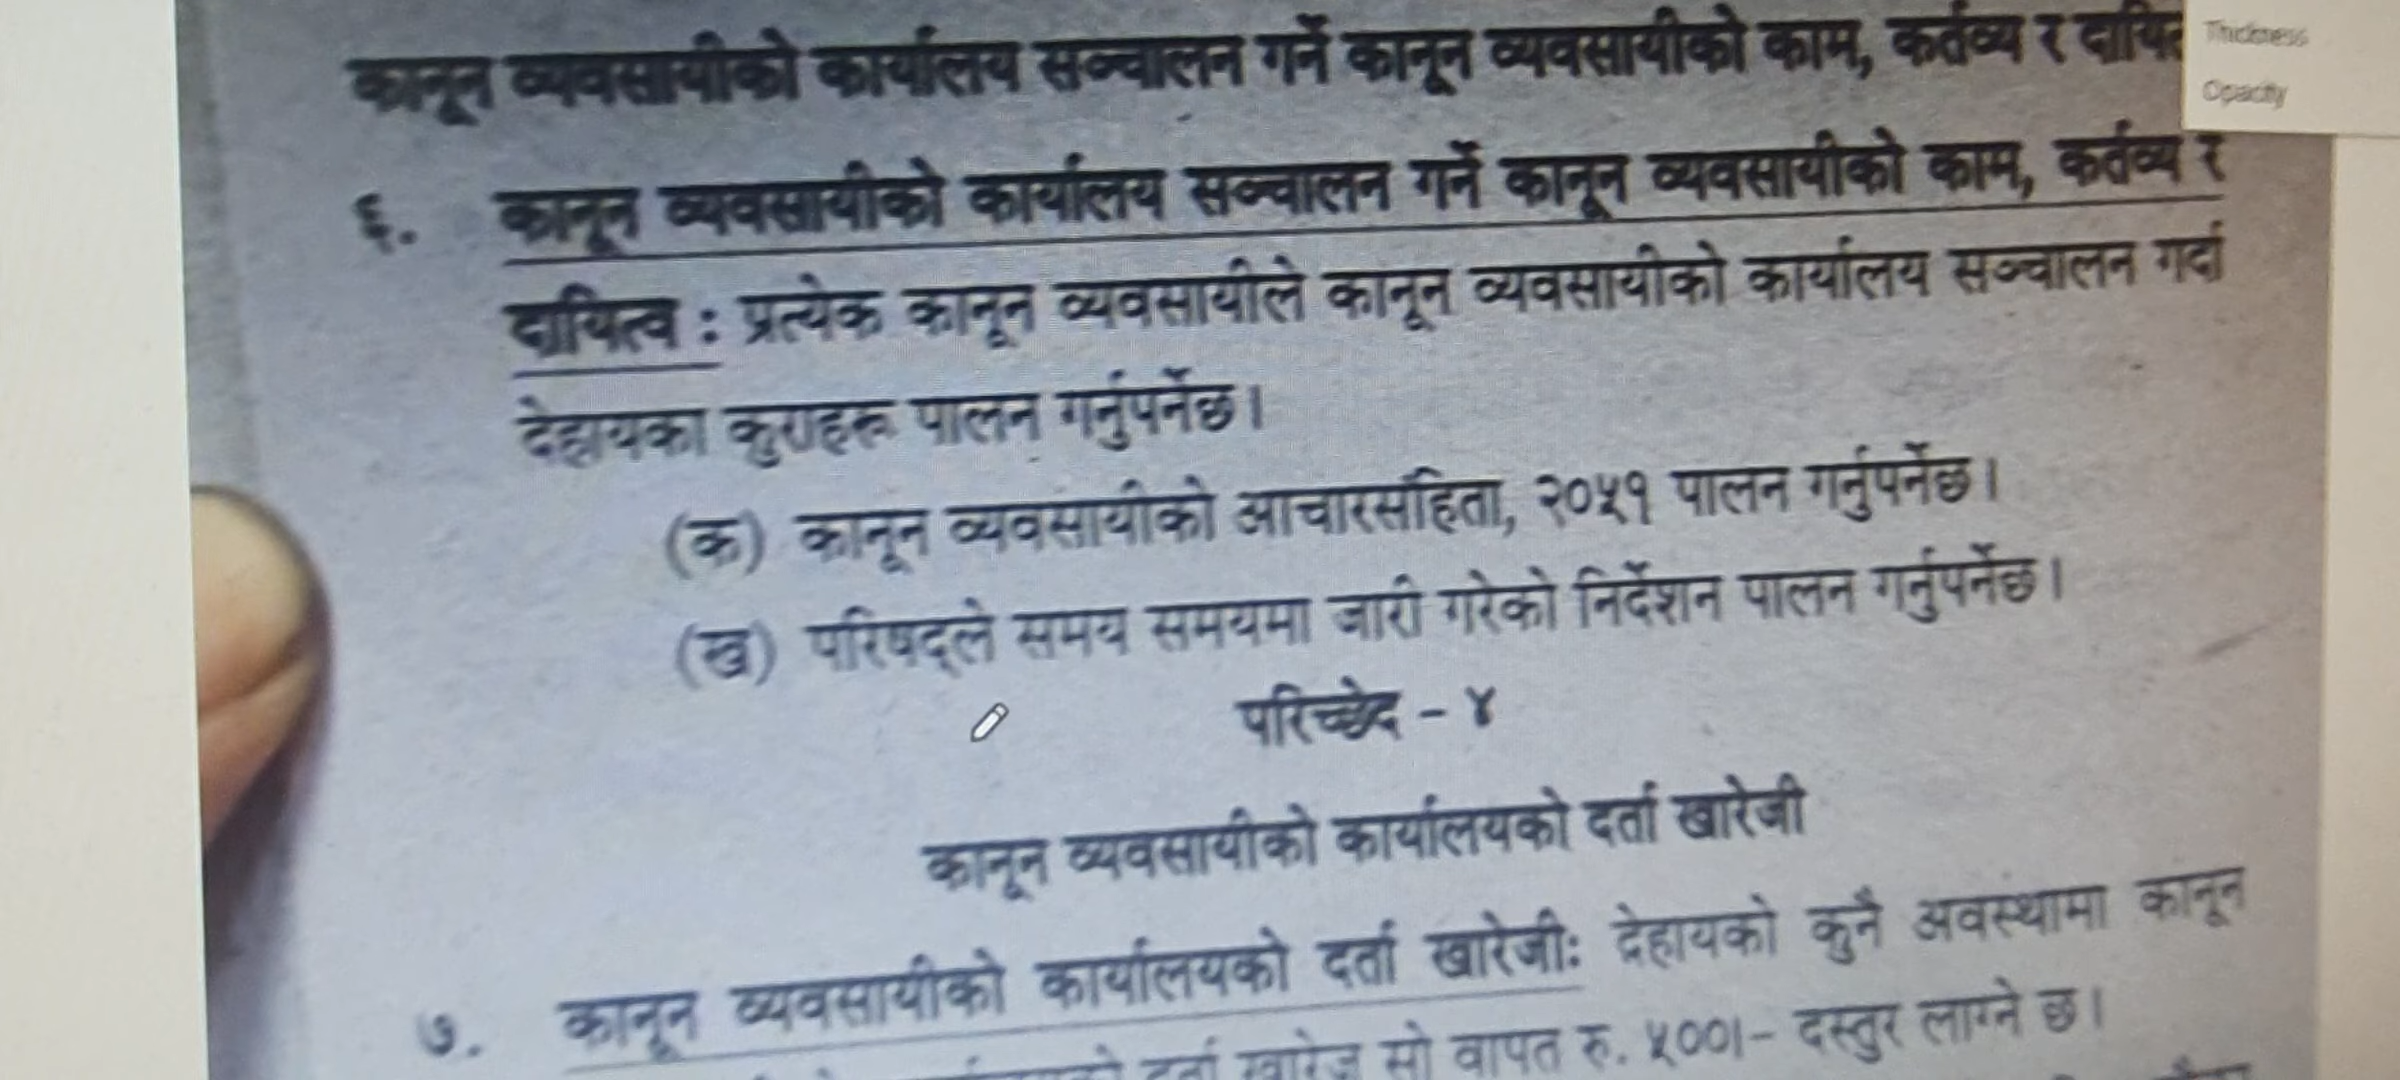 कानून व्यवसायीको कार्यालय सञ्चालन गर्ने कानून व्यवसायीको काम, कर्तव्य र
Thickness
Opacity
६. कानून व्यवसायीको कार्यालय सञ्चालन गर्ने कानून व्यवसायीको काम, कर्तव्य र
दायित्व : प्रत्येक कानून व्यवसायीले कानून व्यवसायीको कार्यालय सञ्चालन गर्दा
देहायका कुराहरू पालन गर्नुपर्नेछ।
(क) कानून व्यवसायीको आचारसंहिता, २०५१ पालन गर्नुपर्नेछ।
(ख) परिषद्ले समय समयमा जारी गरेको निर्देशन पालन गर्नुपर्नेछ।
परिच्छेद - ४
कानून व्यवसायीको कार्यालयको दर्ता खारेजी
७. कानून व्यवसायीको कार्यालयको दर्ता खारेजीः देहायको कुनै अवस्थामा कानून
दर्ता खारेज सो वापत रु. ५००।- दस्तुर लाग्ने छ।